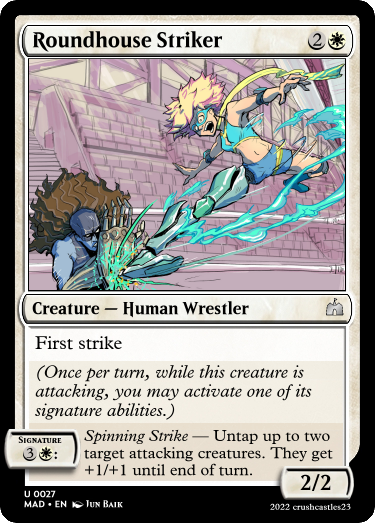 Roundhouse Striker 2
Creature — Human Wrestler
First strike
(Once per turn, while this creature is
attacking, you may activate one of its
signature abilities.)
SIGNATURE
3 :
Spinning Strike — Untap up to two
target attacking creatures. They get
+1/+1 until end of turn.
2/2
U 0027
MAD • EN JUN BAIK
2022 crushcastles23